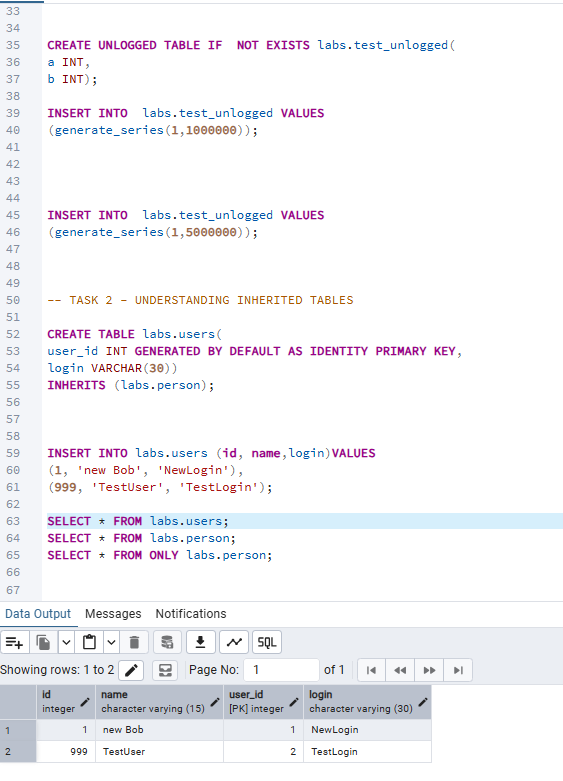 33
34
35 CREATE UNLOGGED TABLE IF  NOT EXISTS labs.test_unlogged(
36 a INT,
37 b INT);
38
39 INSERT INTO  labs.test_unlogged VALUES
40 (generate_series(1,1000000));
41
42
43
44
45 INSERT INTO  labs.test_unlogged VALUES
46 (generate_series(1,5000000));
47
48
49
50 -- TASK 2 - UNDERSTANDING INHERITED TABLES
51
52 CREATE TABLE labs.users(
53 user_id INT GENERATED BY DEFAULT AS IDENTITY PRIMARY KEY,
54 login VARCHAR(30))
55 INHERITS (labs.person);
56
57
58
59 INSERT INTO labs.users (id, name,login)VALUES
60 (1, 'new Bob', 'NewLogin'),
61 (999, 'TestUser', 'TestLogin');
62
63 SELECT * FROM labs.users;
64 SELECT * FROM labs.person;
65 SELECT * FROM ONLY labs.person;
66
67
Data Output Messages Notifications
SQL
Showing rows: 1 to 2 Page No: 1 of 1
id name user_id login
integer character varying (15) [PK] integer character varying (30)
1 1 new Bob 1 NewLogin
2 999 TestUser 2 TestLogin